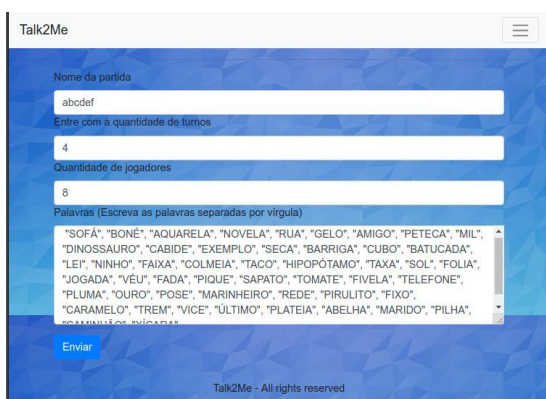 Talk2Me
Nome da partida
abcdef
Entre com a quantidade de turnos
4
Quantidade de jogadores
8
Palavras (Escreva as palavras separadas por vírgula)
"SOFÁ", "BONÉ", "AQUARELA", "NOVELA", "RUA", "GELO", "AMIGO", "PETECA", "MIL",
"DINOSSAURO", "CABIDE", "EXEMPLO", "SECA", "BARRIGA", "CUBO", "BATUCADA",
"LEI", "NINHO", "FAIXA", "COLMEIA", "TACO", "HIPOPÓTAMO", "TAXA", "SOL", "FOLIA",
"JOGADA", "VÉU", "FADA", "PIQUE", "SAPATO", "TOMATE", "FIVELA", "TELEFONE",
"PLUMA", "OURO", "POSE", "MARINHEIRO", "REDE", "PIRULITO", "FIXO",
"CARAMELO", "TREM", "VICE", "ÚLTIMO", "PLATEIA", "ABELHA", "MARIDO", "PILHA",
"CAMINHÃO", "XÍCARA"
Enviar
Talk2Me - All rights reserved